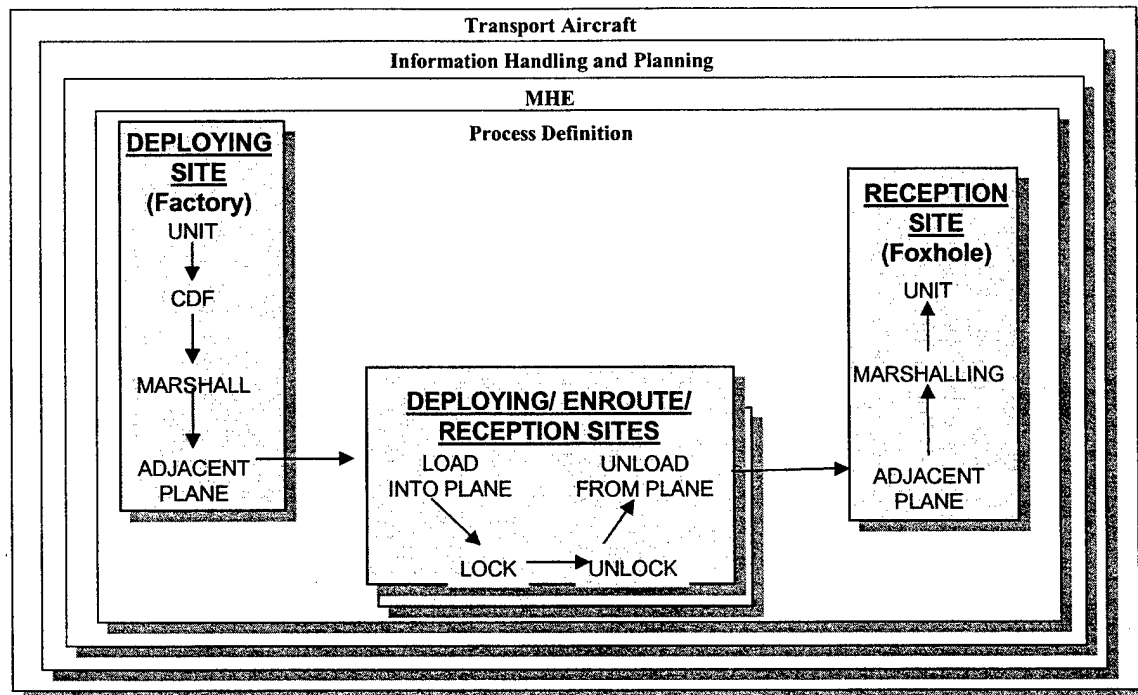 Transport Aircraft
Information Handling and Planning
MHE
Process Definition
DEPLOYING
SITE
(Factory)
UNIT
CDF
MARSHALL
ADJACENT
PLANE
DEPLOYING/ ENROUTE/
RECEPTION SITES
LOAD
INTO PLANE
UNLOAD
FROM PLANE
LOCK
UNLOCK
RECEPTION
SITE
(Foxhole)
UNIT
MARSHALLING
ADJACENT
PLANE